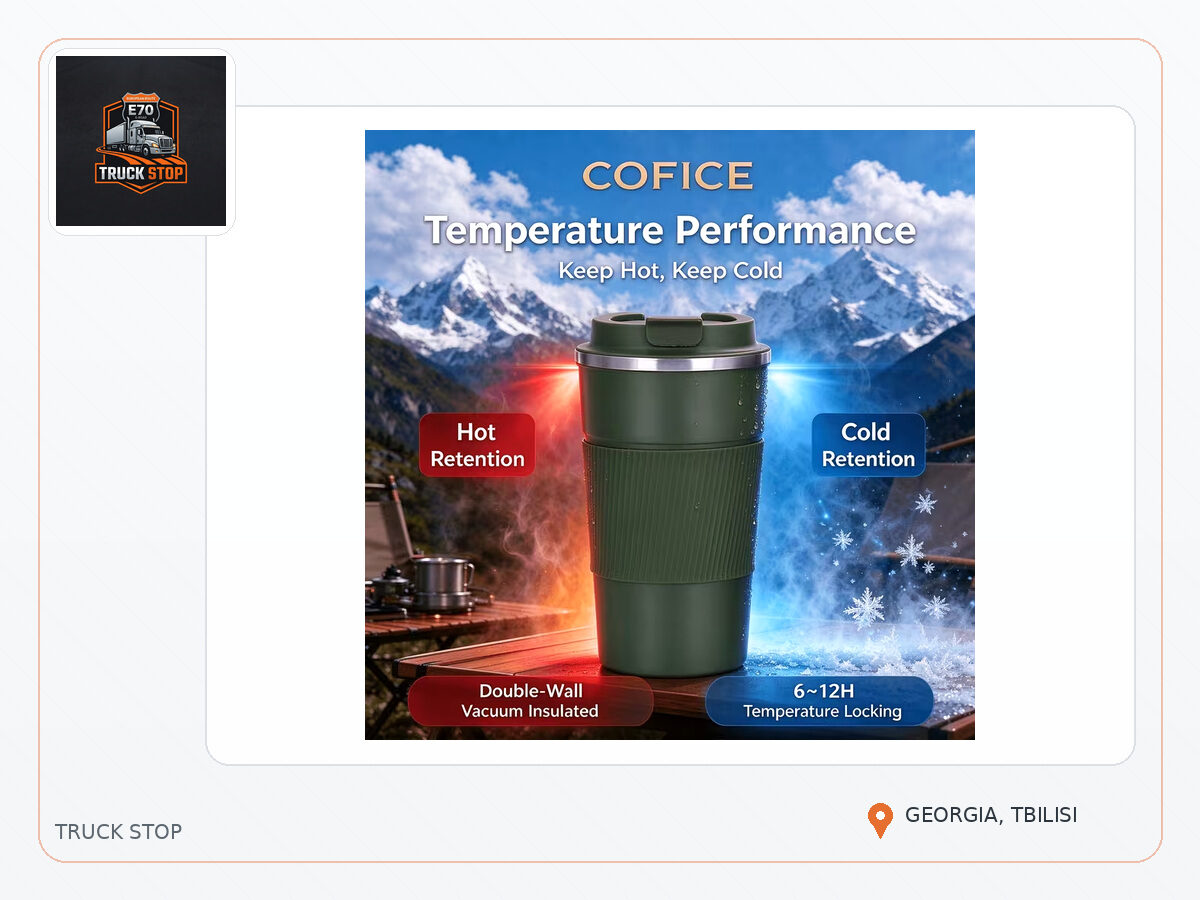 E70
TRUCK STOP
COFICE
Temperature Performance
Keep Hot, Keep Cold
Hot
Retention
Cold
Retention
Double-Wall
Vacuum Insulated
6~12H
Temperature Locking
TRUCK STOP
GEORGIA, TBILISI